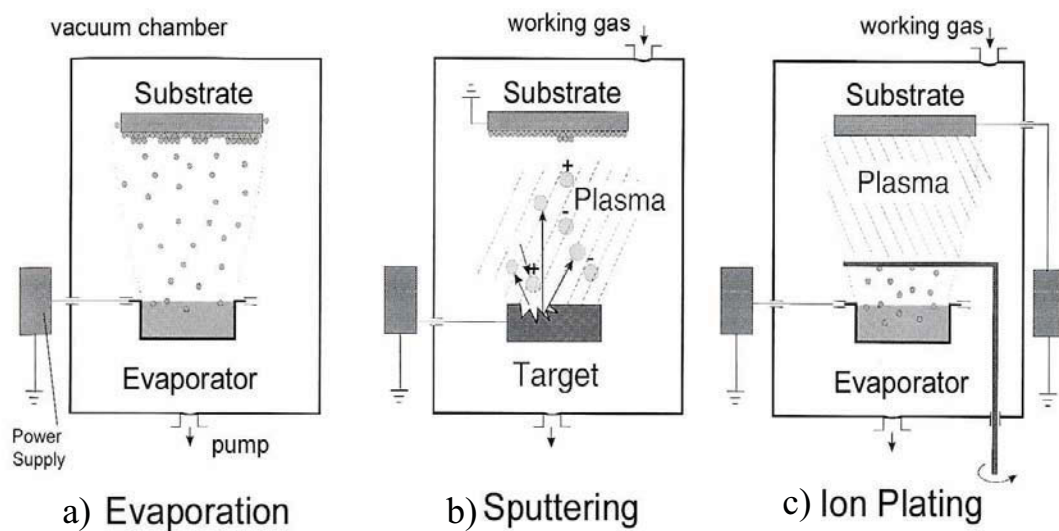 vacuum chamber
Substrate
Evaporator
Power
Supply
pump
a) Evaporation
working gas
Substrate
+
Plasma
-
+
-
Target
b) Sputtering
working gas
Substrate
Plasma
Evaporator
c) Ion Plating